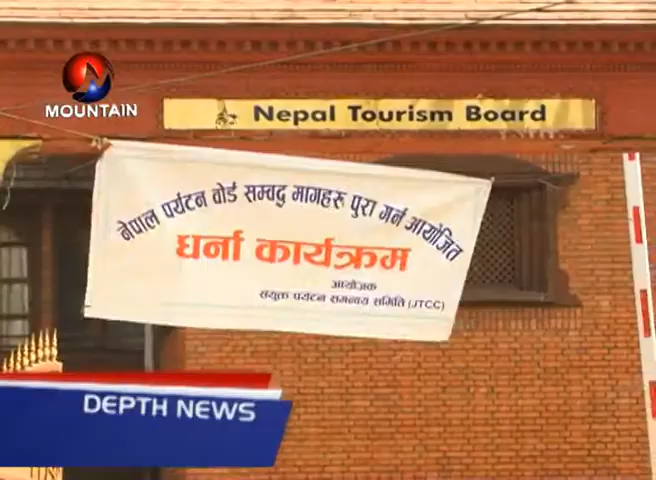 MOUNTAIN
Nepal Tourism Board
नेपाल पर्यटन वोर्ड सम्वद्द मागहरू पुरा गर्न आयोजित
धर्ना कार्यक्रम
आयोजक
संयुक्त पर्यटन समन्वय समिति (JTCC)
DEPTH NEWS